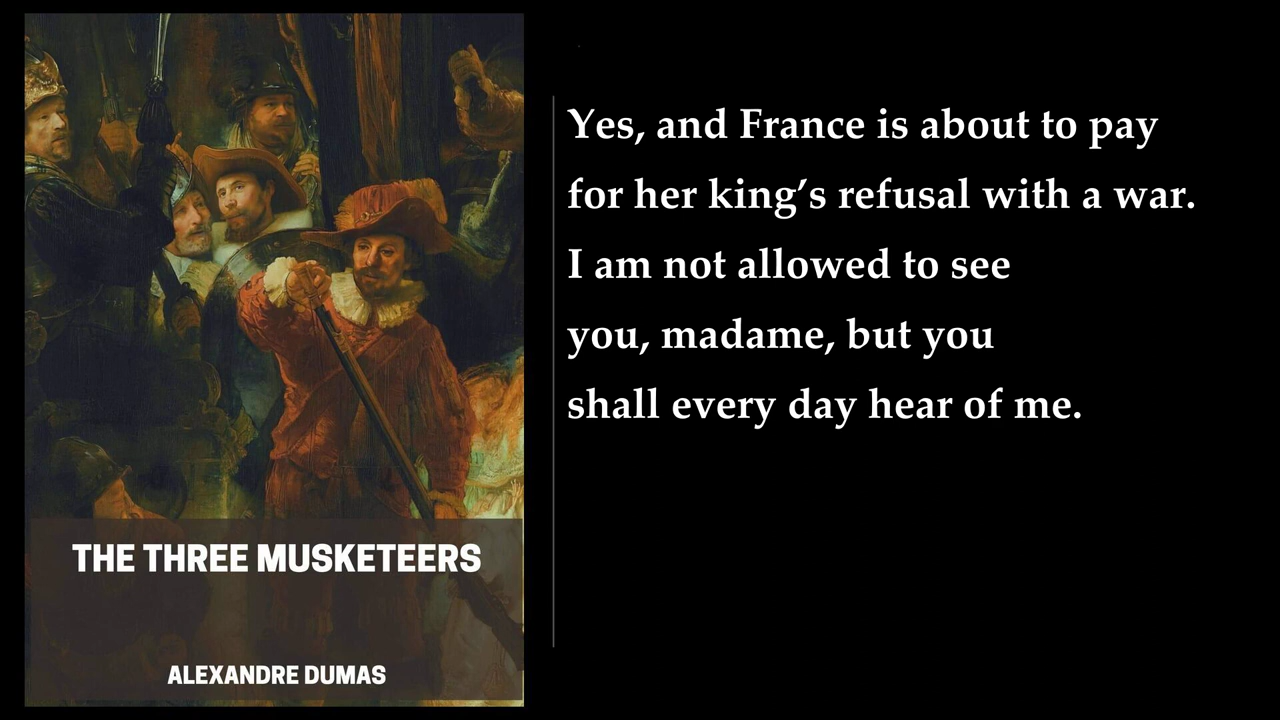 THE THREE MUSKETEERS
ALEXANDRE DUMAS
Yes, and France is about to pay
for her king’s refusal with a war.
I am not allowed to see
you, madame, but you
shall every day hear of me.